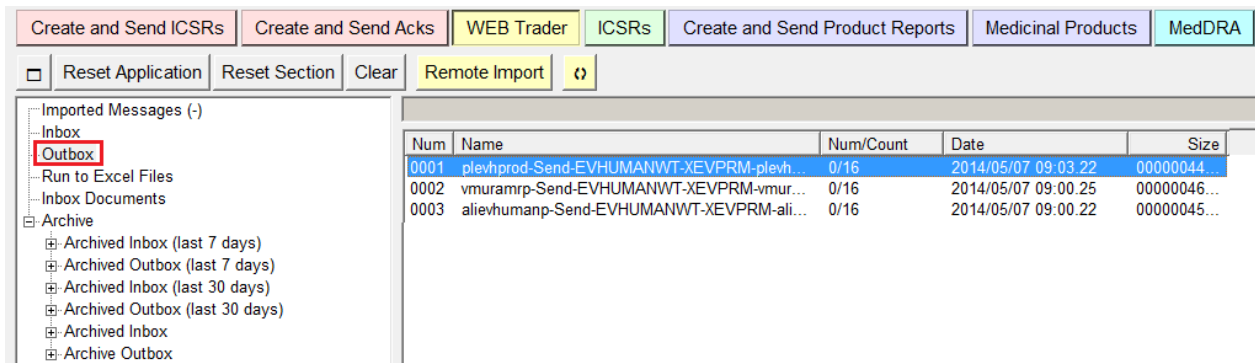 Create and Send ICSRs Create and Send Acks WEB Trader ICSRs Create and Send Product Reports Medicinal Products MedDRA
Reset Application Reset Section Clear Remote Import
Imported Messages (-)
Inbox
Outbox
Run to Excel Files
Inbox Documents
Archive
Archived Inbox (last 7 days)
Archived Outbox (last 7 days)
Archived Inbox (last 30 days)
Archived Outbox (last 30 days)
Archived Inbox
Archive Outbox
Num Name Num/Count Date Size
0001 plevhprod-Send-EVHUMANWT-XEVPRM-plevh... 0/16 2014/05/07 09:03.22 00000044...
0002 vmuramrp-Send-EVHUMANWT-XEVPRM-vmur... 0/16 2014/05/07 09:00.25 00000046...
0003 alievhumanp-Send-EVHUMANWT-XEVPRM-ali... 0/16 2014/05/07 09:00.22 00000045...